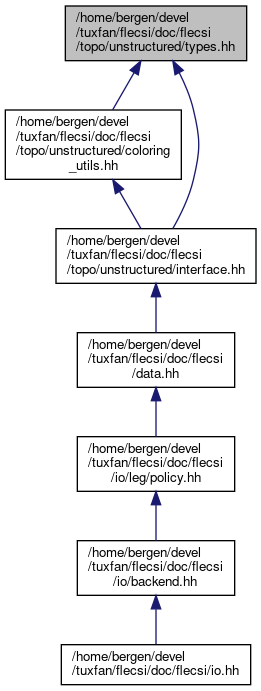 /home/bergen/devel
/tuxfan/flecsi/doc/flecsi
/topo/unstructured/types.hh
/home/bergen/devel
/tuxfan/flecsi/doc/flecsi
/topo/unstructured/coloring
_utils.hh
/home/bergen/devel
/tuxfan/flecsi/doc/flecsi
/topo/unstructured/interface.hh
/home/bergen/devel
/tuxfan/flecsi/doc/flecsi
/data.hh
/home/bergen/devel
/tuxfan/flecsi/doc/flecsi
/io/leg/policy.hh
/home/bergen/devel
/tuxfan/flecsi/doc/flecsi
/io/backend.hh
/home/bergen/devel
/tuxfan/flecsi/doc/flecsi/io.hh